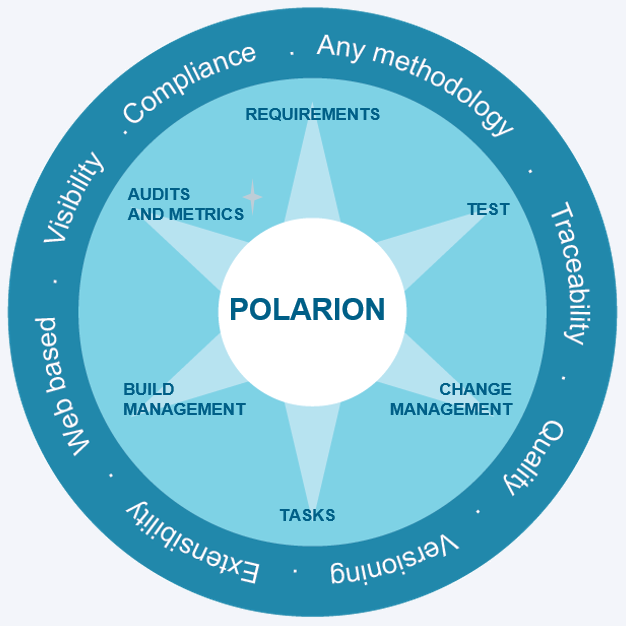 Any methodology
.
Traceability
.
Quality
.
Versioning
.
Extensibility
.
Web based
.
Visibility
.
Compliance
.
REQUIREMENTS
TEST
CHANGE
MANAGEMENT
TASKS
BUILD
MANAGEMENT
AUDITS
AND METRICS
POLARION